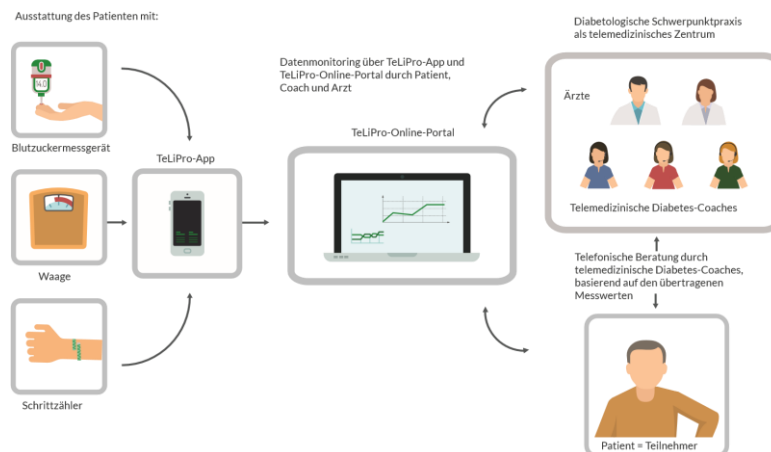 Ausstattung des Patienten mit:
Blutzuckermessgerät
Waage
Schrittzähler
TeLiPro-App
Datenmonitoring über TeLiPro-App und
TeLiPro-Online-Portal durch Patient,
Coach und Arzt
TeLiPro-Online-Portal
Diabetologische Schwerpunktpraxis
als telemedizinisches Zentrum
Ärzte
Telemedizinische Diabetes-Coaches
Telefonische Beratung durch
telemedizinische Diabetes-Coaches,
basierend auf den übertragenen
Messwerten
Patient = Teilnehmer